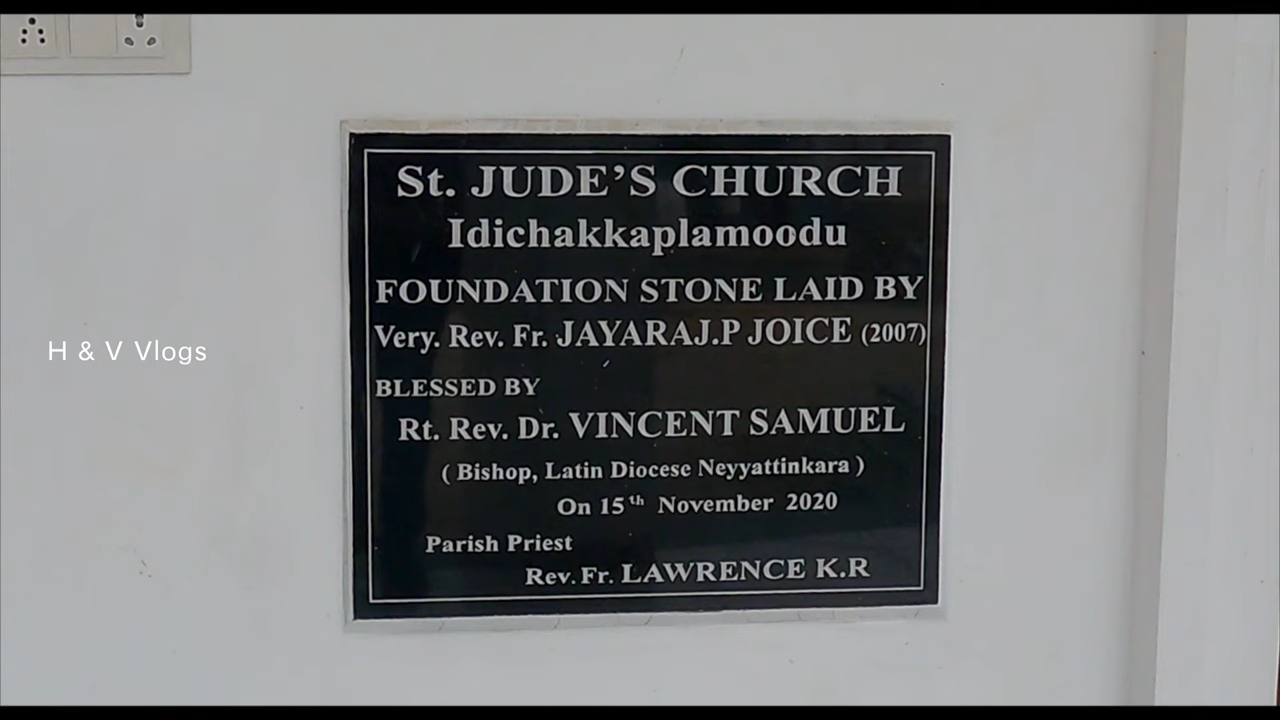 St. JUDE'S CHURCH
Idichakkaplamoodu
FOUNDATION STONE LAID BY
Very. Rev. Fr. JAYARAJ.P JOICE (2007)
BLESSED BY
Rt. Rev. Dr. VINCENT SAMUEL
( Bishop, Latin Diocese Neyyattinkara )
On 15th November 2020
Parish Priest
Rev. Fr. LAWRENCE K.R
H & V Vlogs